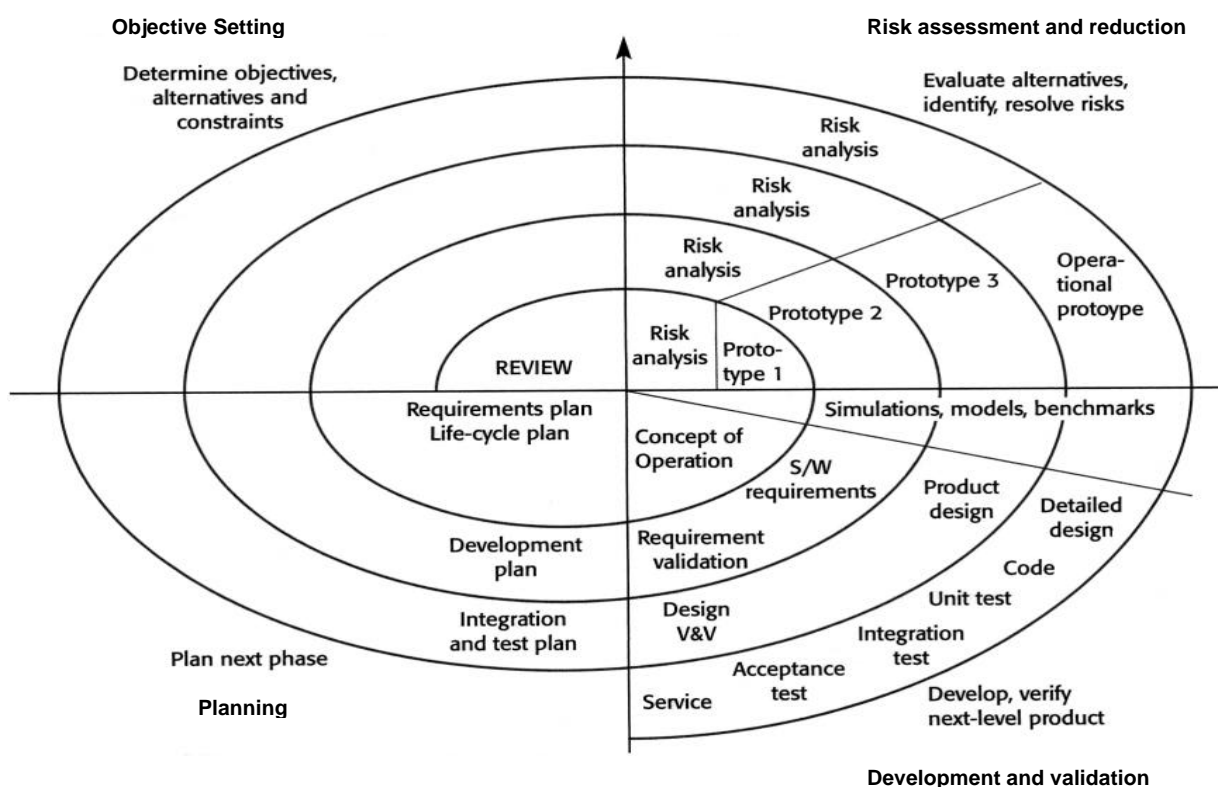 Objective Setting
Risk assessment and reduction
Determine objectives,
alternatives and
constraints
Evaluate alternatives,
identify, resolve risks
Risk
analysis
Risk
analysis
Risk
analysis
Risk
analysis
Proto-
type 1
Prototype 2
Prototype 3
Opera-
tional
protoype
REVIEW
Requirements plan
Life-cycle plan
Concept of
Operation
Simulations, models, benchmarks
S/W
requirements
Product
design
Detailed
design
Development
plan
Requirement
validation
Code
Unit test
Integration
and test plan
Design
V&V
Integration
test
Acceptance
test
Service
Plan next phase
Planning
Develop, verify
next-level product
Development and validation